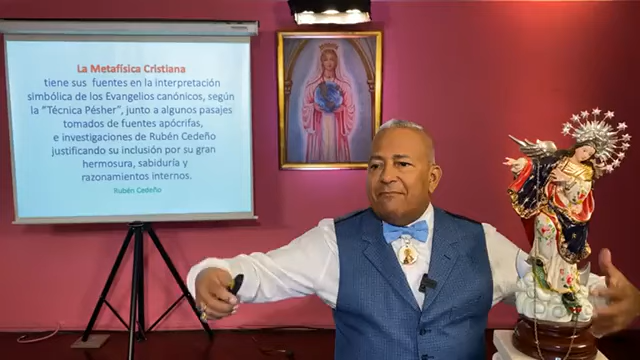 La Metafísica Cristiana
tiene sus fuentes en la interpretación
simbólica de los Evangelios canónicos, según
la "Técnica Pésher", junto a algunos pasajes
tomados de fuentes apócrifas,
e investigaciones de Rubén Cedeño
justificando su inclusión por su gran
hermosura, sabiduría y
razonamientos internos.
Rubén Cedeño